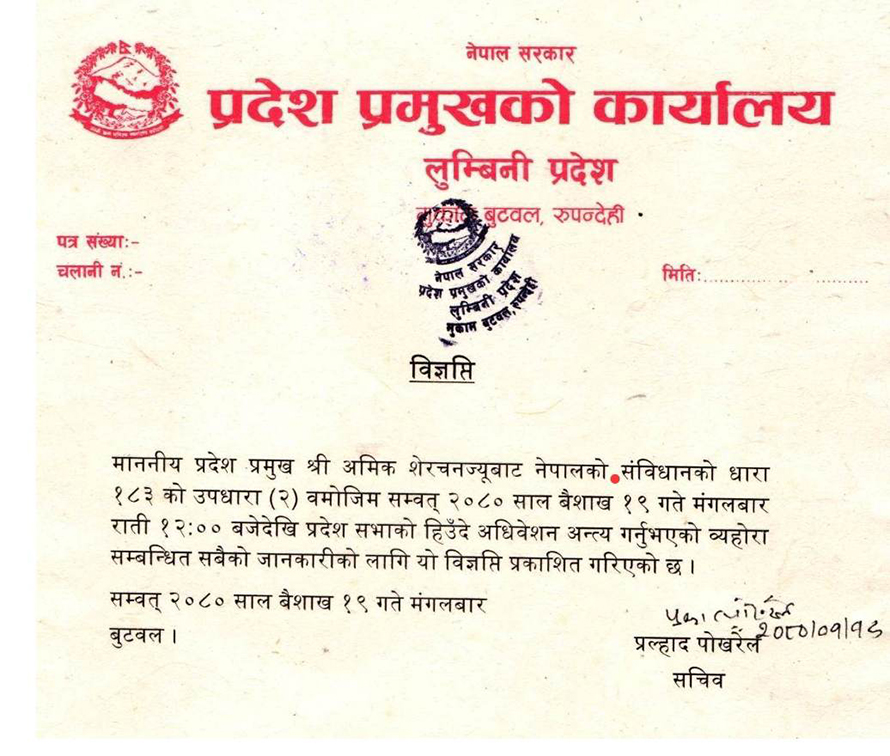 नेपाल सरकार
प्रदेश प्रमुखको कार्यालय
लुम्बिनी प्रदेश
मुकाम बुटवल, रुपन्देही
पत्र संख्याः-
चलानी नं.:-
मितिः
नेपाल सरकार
प्रदेश प्रमुखको कार्यालय
लुम्बिनी प्रदेश
मुकाम बुटवल, रुपन्देही
विज्ञप्ति
माननीय प्रदेश प्रमुख श्री अमिक शेरचनज्यूबाट नेपालको संविधानको धारा
१८३ को उपधारा (२) वमोजिम सम्वत् २०८० साल बैशाख १९ गते मंगलबार
राती १२:०० बजेदेखि प्रदेश सभाको हिउँदे अधिवेशन अन्त्य गर्नुभएको व्यहोरा
सम्बन्धित सबैको जानकारीको लागि यो विज्ञप्ति प्रकाशित गरिएको छ ।
सम्वत् २०८० साल बैशाख १९ गते मंगलबार
बुटवल ।
प्रल्हाद पोखरेल
सचिव